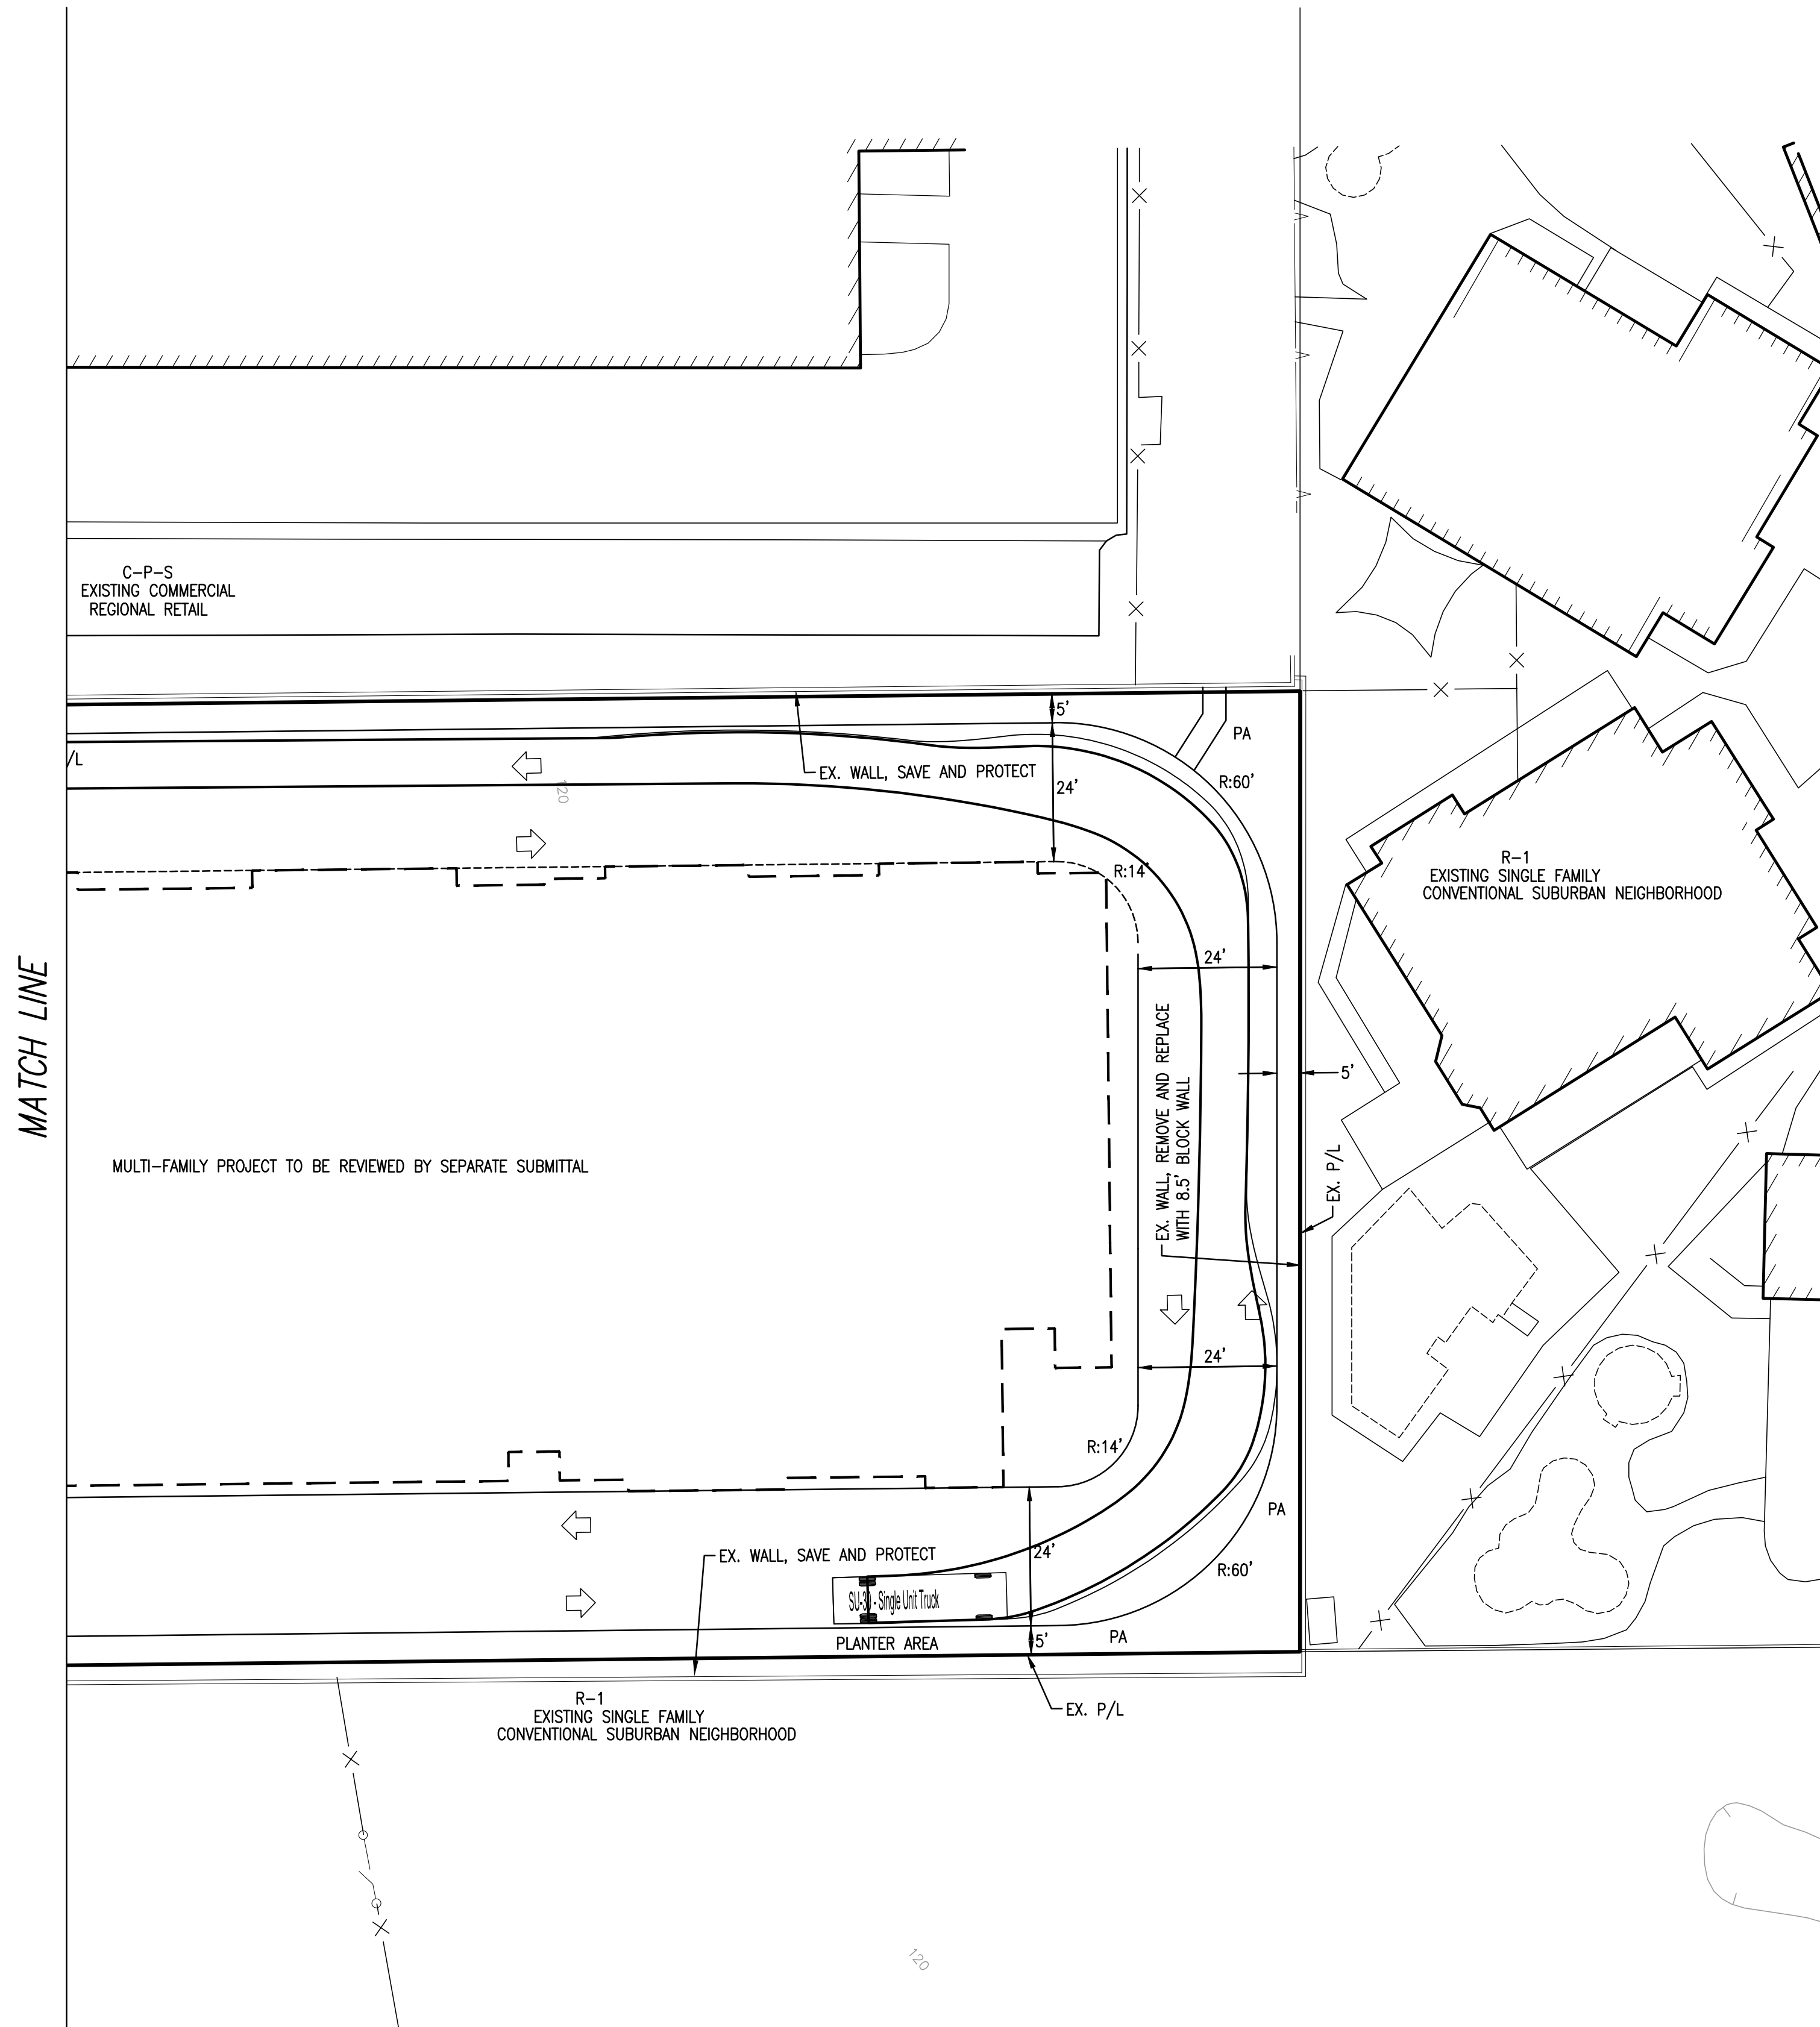 C-P-S
EXISTING COMMERCIAL
REGIONAL RETAIL
5'
PA
/L
EX. WALL, SAVE AND PROTECT
24'
R:60'
120
R:14'
R-1
EXISTING SINGLE FAMILY
CONVENTIONAL SUBURBAN NEIGHBORHOOD
24'
MATCH LINE
EX. WALL, REMOVE AND REPLACE
WITH 8.5' BLOCK WALL
5'
EX. P/L
MULTI-FAMILY PROJECT TO BE REVIEWED BY SEPARATE SUBMITTAL
24'
R:14'
PA
EX. WALL, SAVE AND PROTECT
24'
R:60'
SU-30 - Single Unit Truck
PLANTER AREA
5'
PA
R-1
EXISTING SINGLE FAMILY
CONVENTIONAL SUBURBAN NEIGHBORHOOD
EX. P/L
120